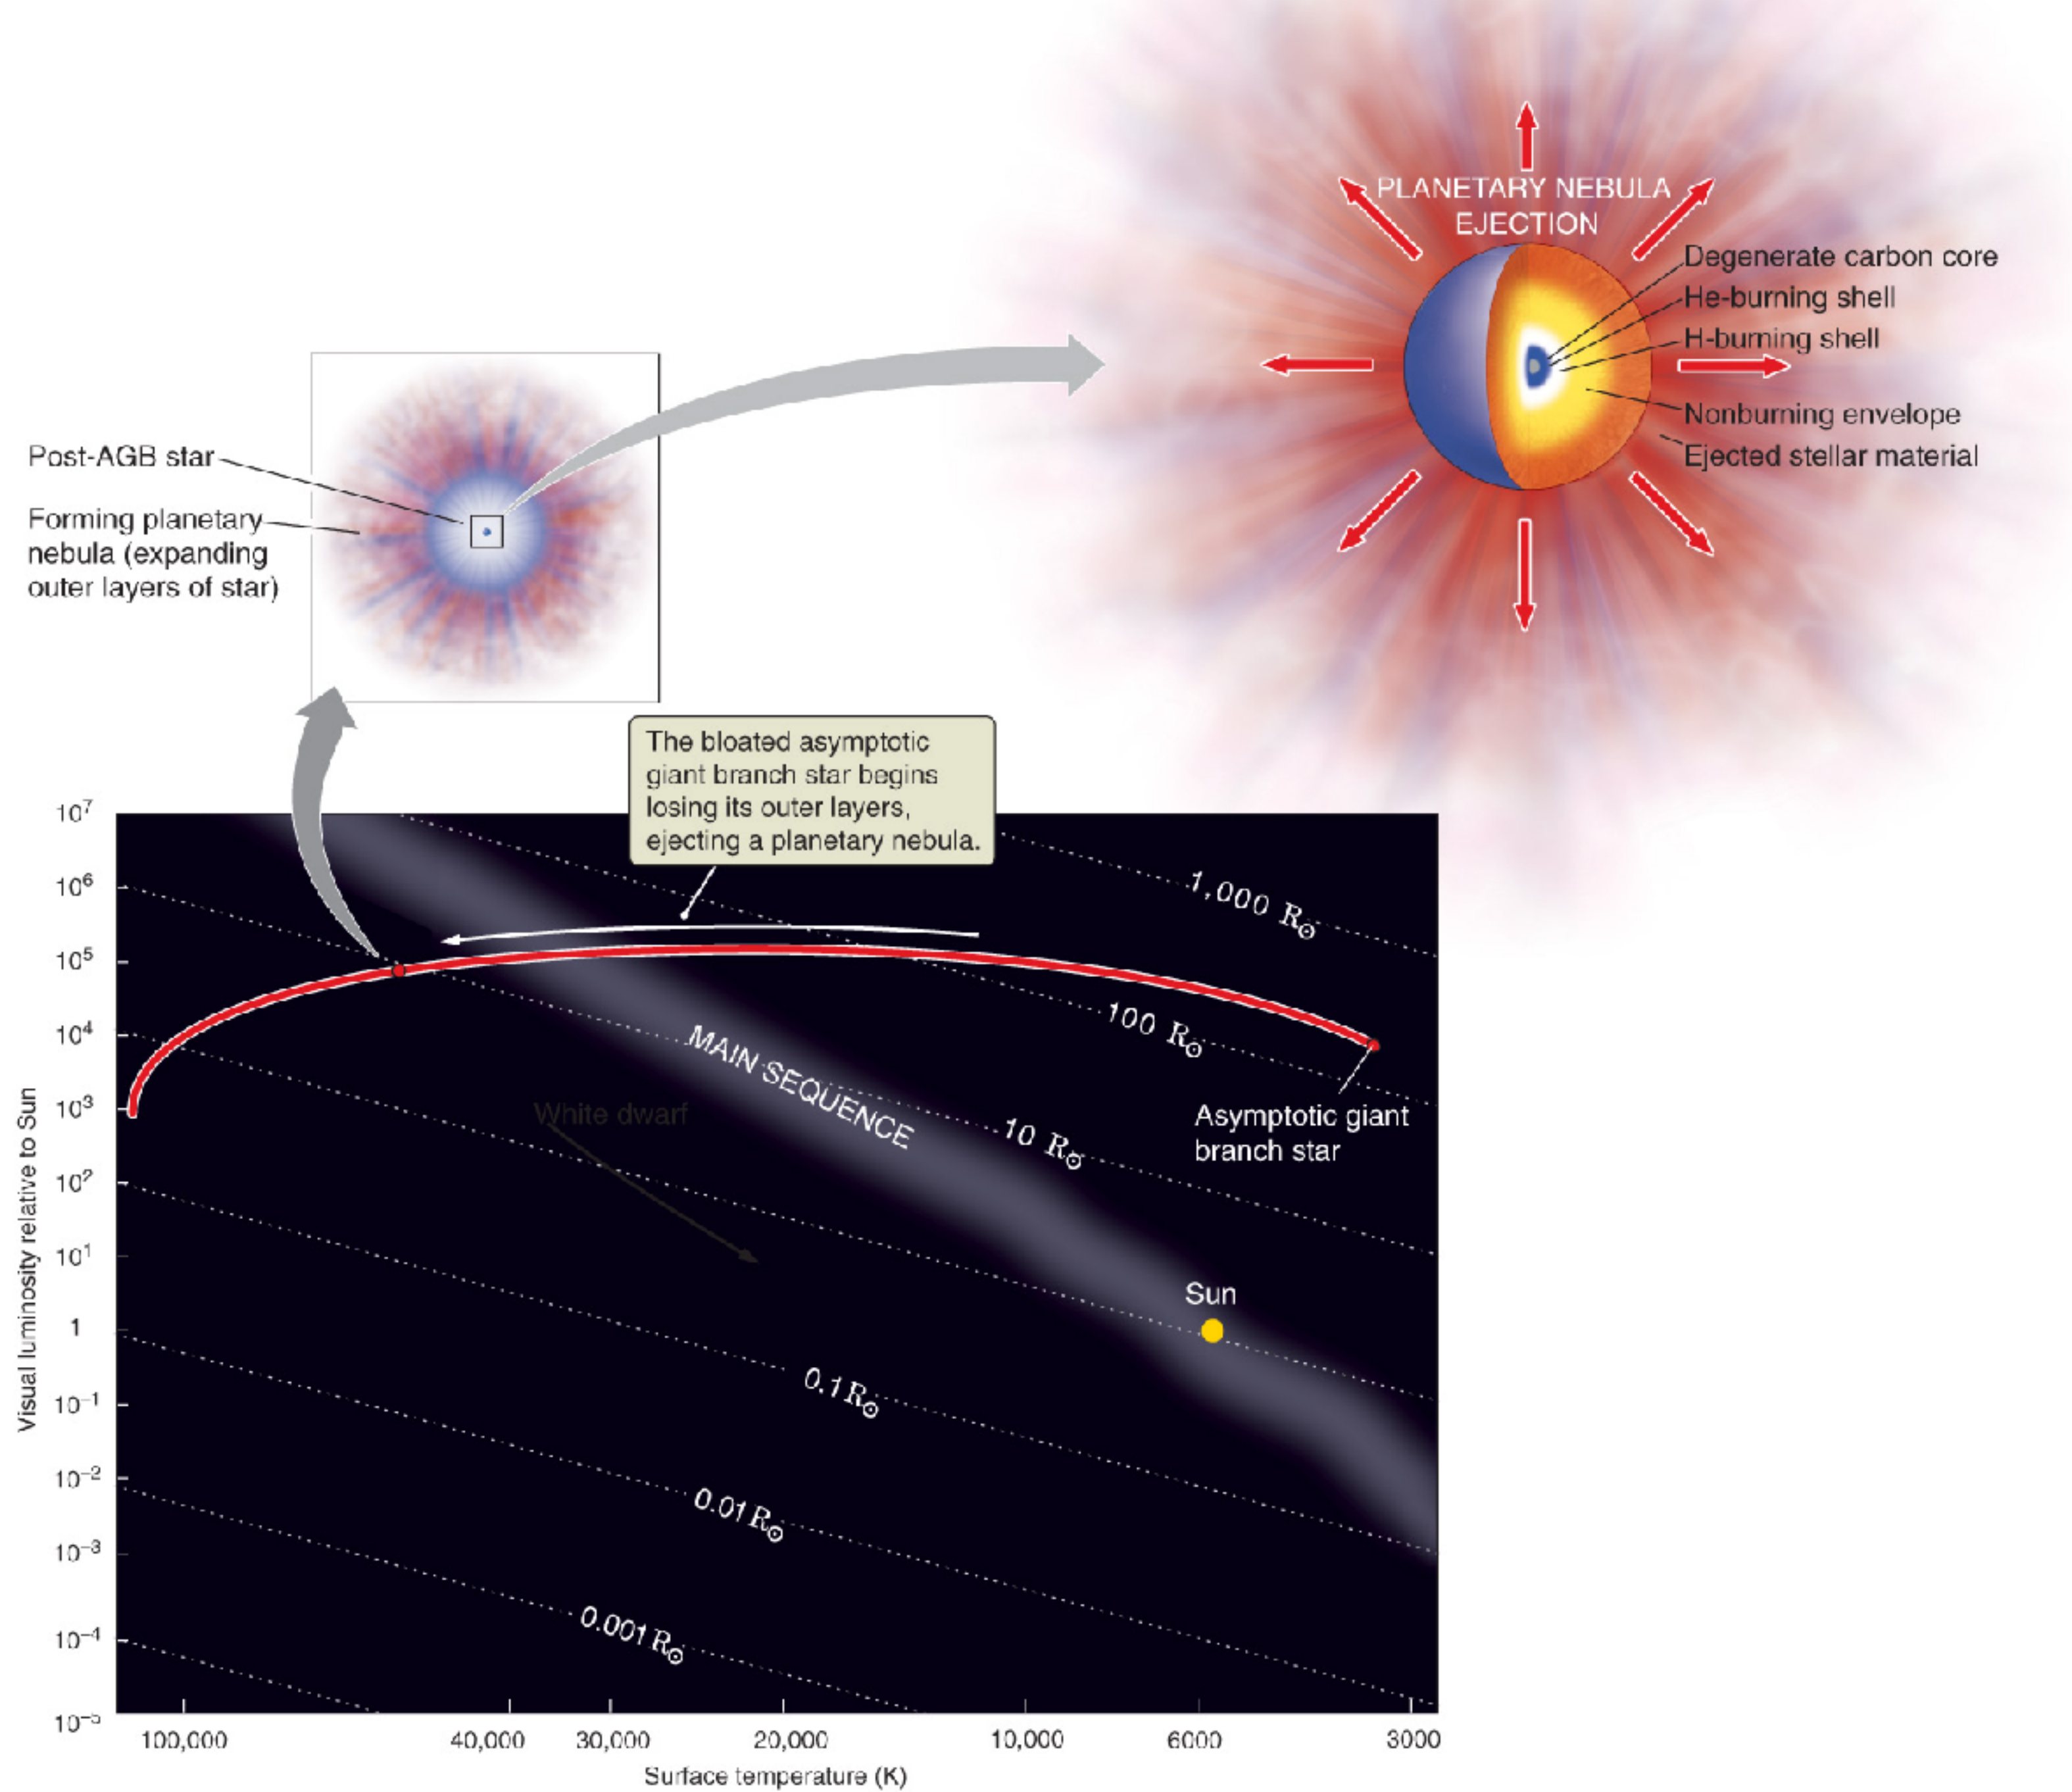 PLANETARY NEBULA
EJECTION
Degenerate carbon core
He-burning shell
H-burning shell
Nonburning envelope
Ejected stellar material
Post-AGB star
Forming planetary
nebula (expanding
outer layers of star)
The bloated asymptotic
giant branch star begins
losing its outer layers,
ejecting a planetary nebula.
10⁷
10⁶
10⁵
10⁴
10³
10²
10¹
1
10⁻¹
10⁻²
10⁻³
10⁻⁴
10⁻⁵
Visual luminosity relative to Sun
1,000 R⊙
100 R⊙
10 R⊙
0.1 R⊙
0.01 R⊙
0.001 R⊙
MAIN SEQUENCE
White dwarf
Asymptotic giant
branch star
Sun
100,000
40,000
30,000
20,000
10,000
6000
3000
Surface temperature (K)